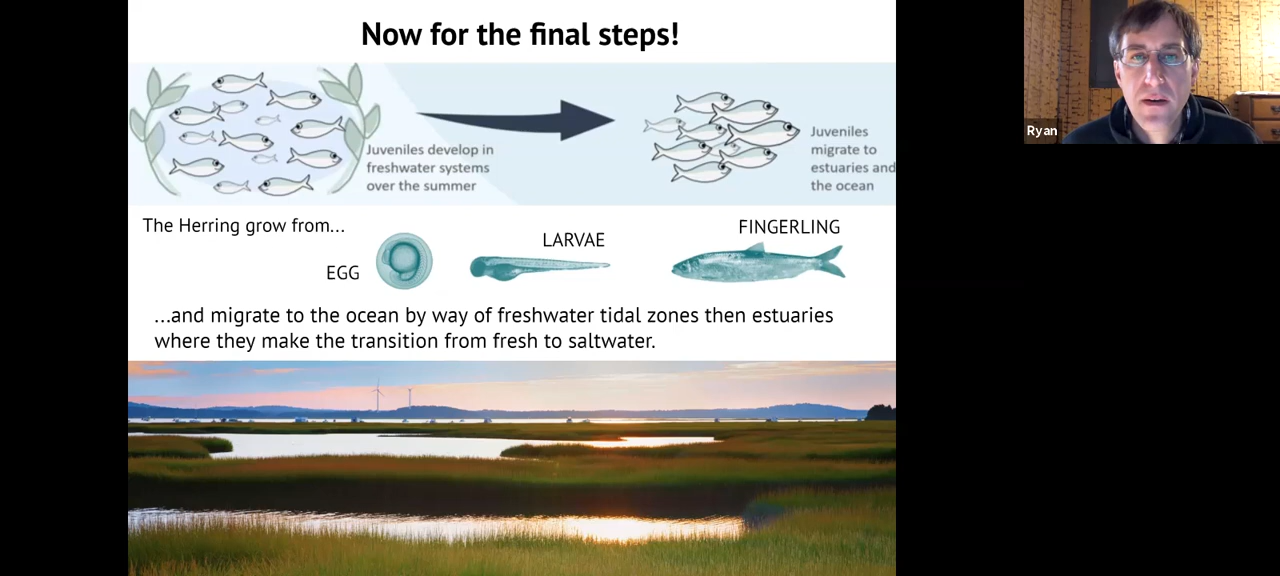 Now for the final steps!
Juveniles develop in
freshwater systems
over the summer
Juveniles
migrate to
estuaries and
the ocean
Ryan
The Herring grow from...
EGG
LARVAE
FINGERLING
...and migrate to the ocean by way of freshwater tidal zones then estuaries
where they make the transition from fresh to saltwater.